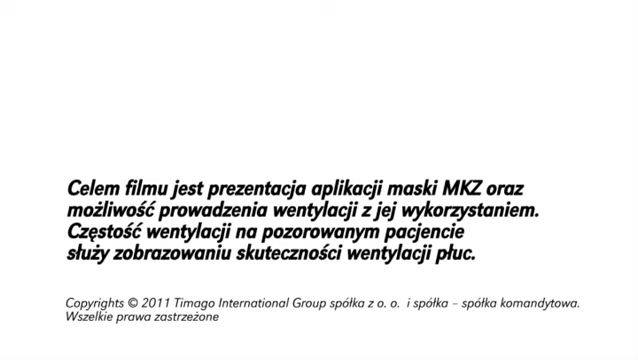 Celem filmu jest prezentacja aplikacji maski MKZ oraz
możliwość prowadzenia wentylacji z jej wykorzystaniem.
Częstość wentylacji na pozorowanym pacjencie
służy zobrazowaniu skuteczności wentylacji płuc.
Copyrights © 2011 Timago International Group spółka z o. o. i spółka – spółka komandytowa.
Wszelkie prawa zastrzeżone